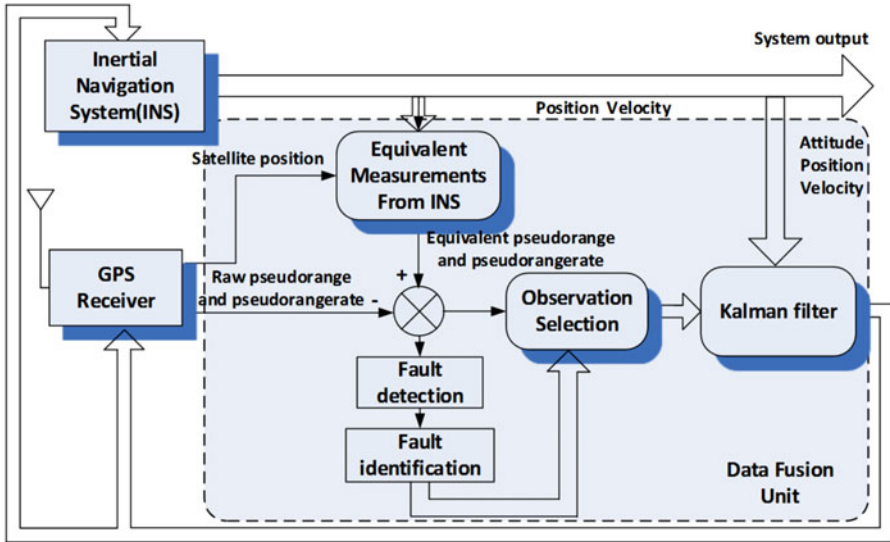 Inertial
Navigation
System(INS)
System output
Position Velocity
Satellite position
Equivalent
Measurements
From INS
Attitude
Position
Velocity
GPS
Receiver
Raw pseudorange
and pseudorangerate -
+
Equivalent pseudorange
and pseudorangerate
Observation
Selection
Kalman filter
Fault
detection
Fault
identification
Data Fusion
Unit